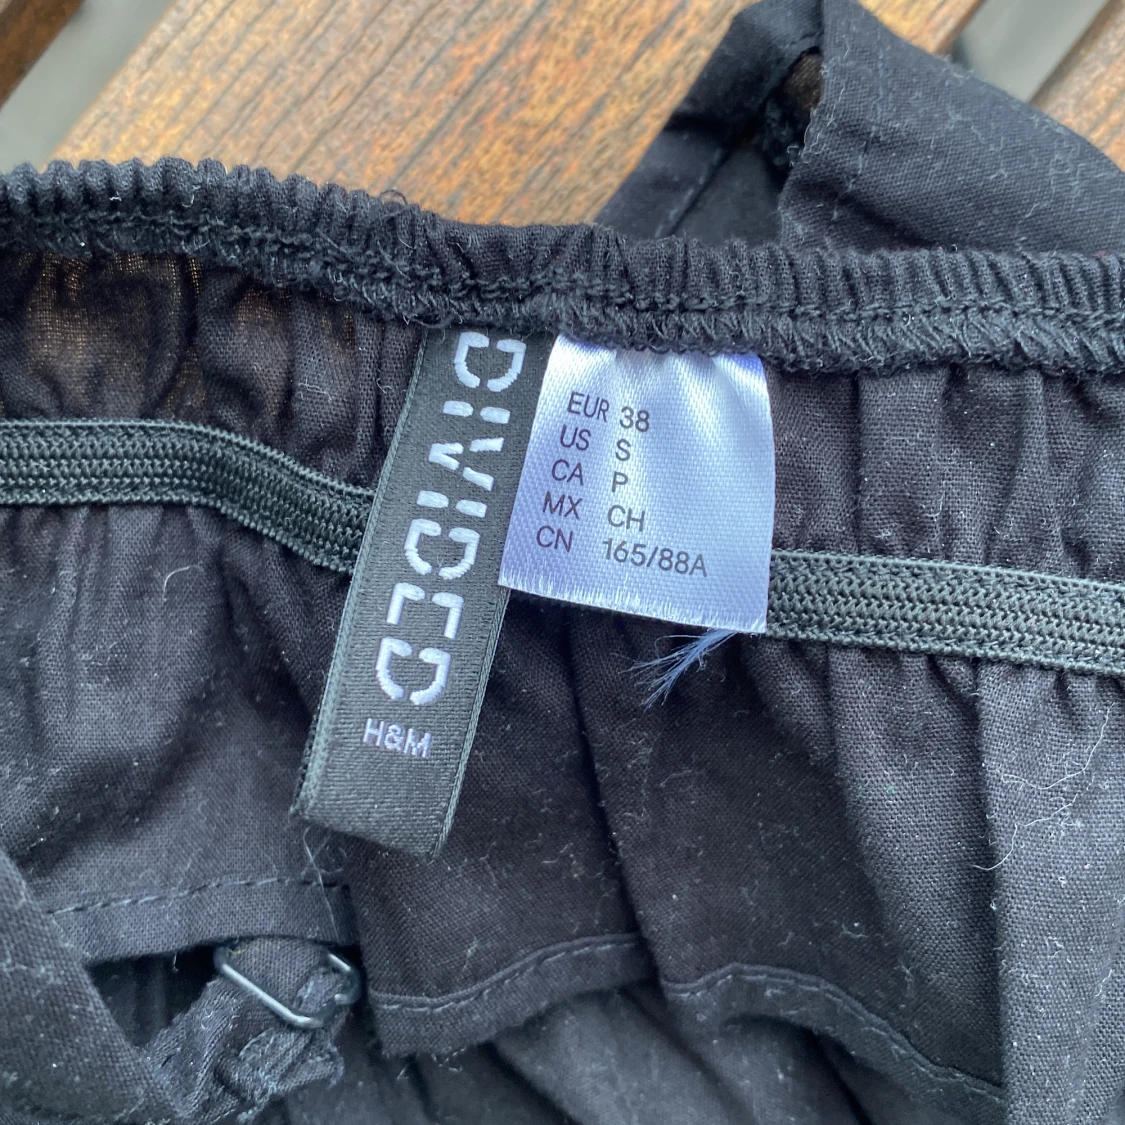 DIVIDED
H&M
EUR 38
US S
CA P
MX CH
CN 165/88A